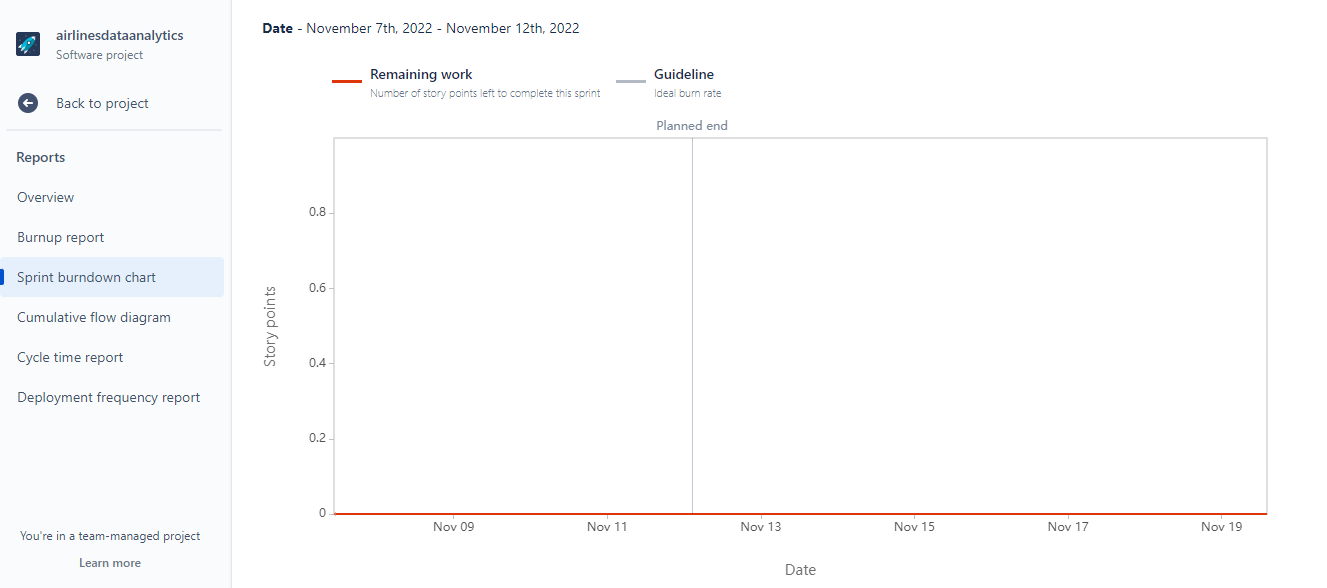 airlinesdataanalytics
Software project
Back to project
Reports
Overview
Burnup report
Sprint burndown chart
Cumulative flow diagram
Cycle time report
Deployment frequency report
You're in a team-managed project
Learn more
Date - November 7th, 2022 - November 12th, 2022
Remaining work
Number of story points left to complete this sprint
Guideline
Ideal burn rate
Planned end
Story points
0.8
0.6
0.4
0.2
0
Nov 09
Nov 11
Nov 13
Nov 15
Nov 17
Nov 19
Date